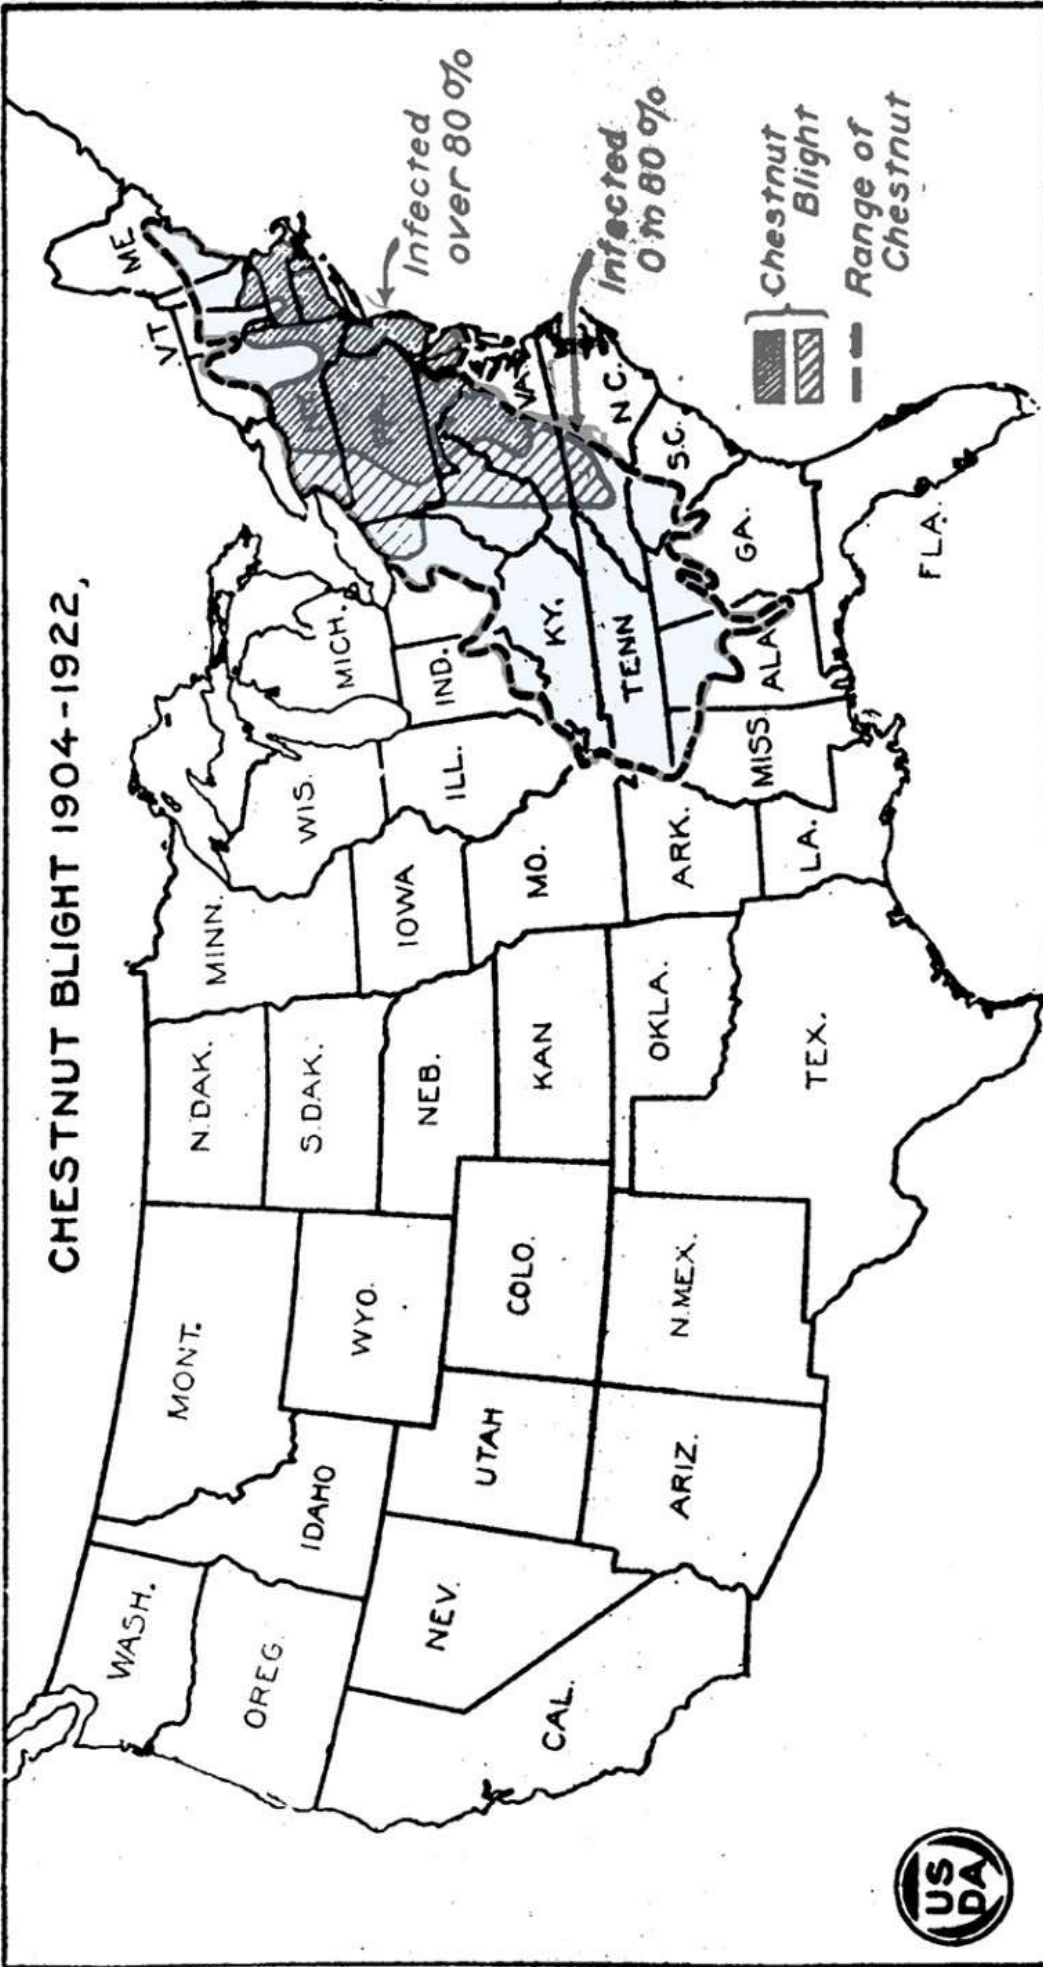 CHESTNUT BLIGHT 1904-1922,
WASH.
OREG.
CAL.
NEV.
IDAHO
MONT.
WYO.
UTAH
ARIZ.
COLO.
N.MEX.
N.DAK.
S.DAK.
NEB.
KAN
OKLA.
TEX.
MINN.
IOWA
MO.
ARK.
LA.
WIS.
ILL.
MICH.
IND.
KY.
TENN
MISS.
ALA
GA.
FLA.
S.C.
N.C.
VA
VT
ME
Infected
over 80%
Infected
0 to 80%
Chestnut
Blight
Range of
Chestnut
US
DA